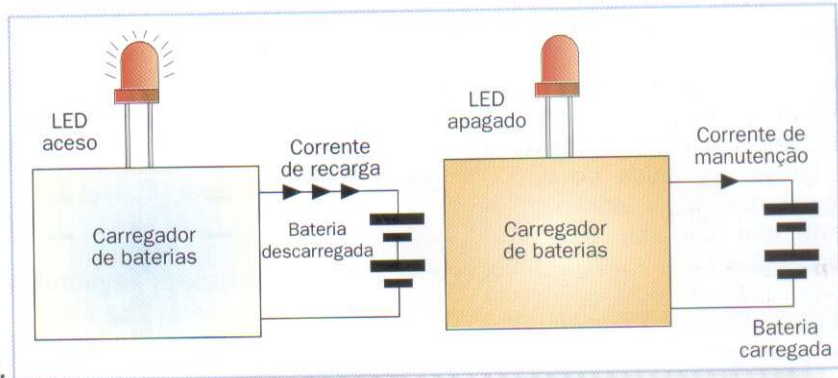 LED
aceso
Corrente
de recarga
Carregador
de baterias
Bateria
descarregada
LED
apagado
Corrente de
manutenção
Carregador
de baterias
Bateria
carregada